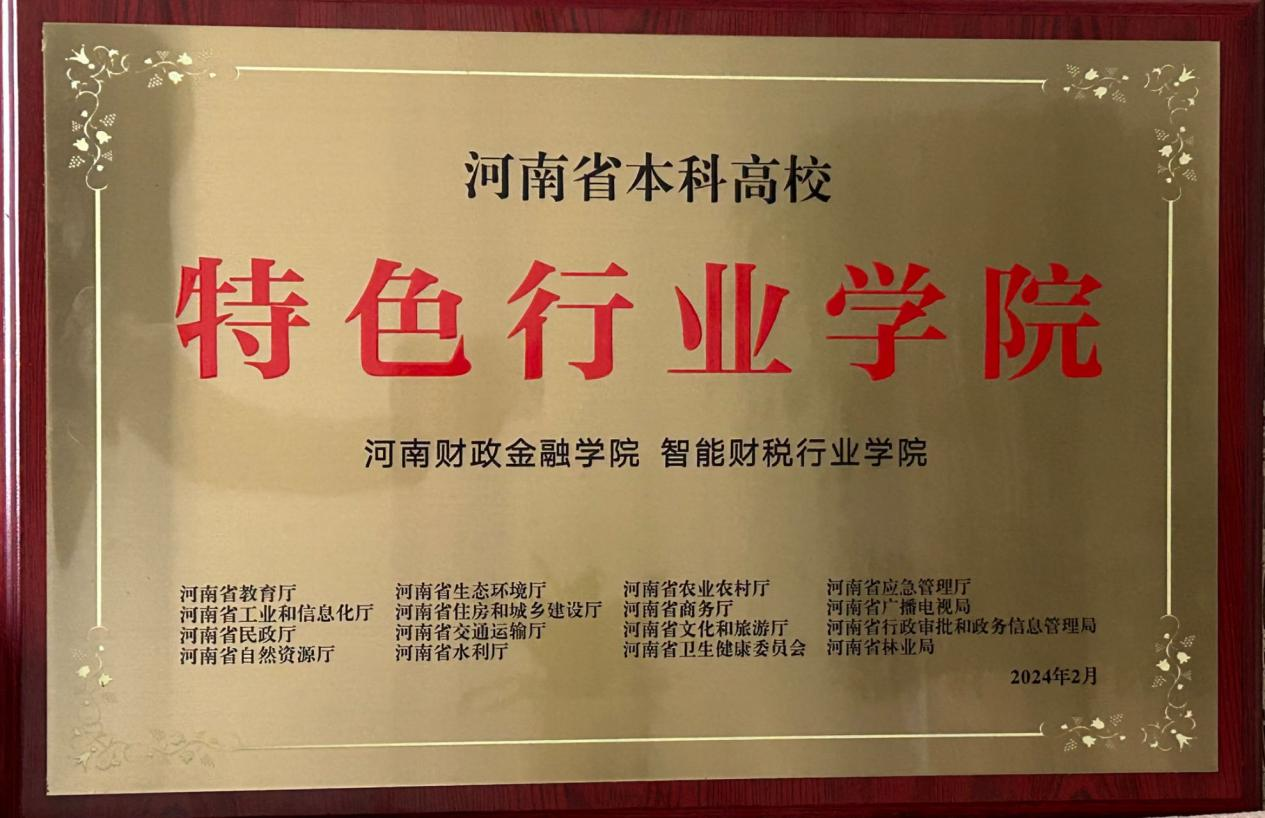 河南省本科高校
特色行业学院
河南财政金融学院 智能财税行业学院
河南省教育厅 河南省生态环境厅 河南省农业农村厅 河南省应急管理厅
河南省工业和信息化厅 河南省住房和城乡建设厅 河南省商务厅 河南省广播电视局
河南省民政厅 河南省交通运输厅 河南省文化和旅游厅 河南省行政审批和政务信息管理局
河南省自然资源厅 河南省水利厅 河南省卫生健康委员会 河南省林业局
2024年2月